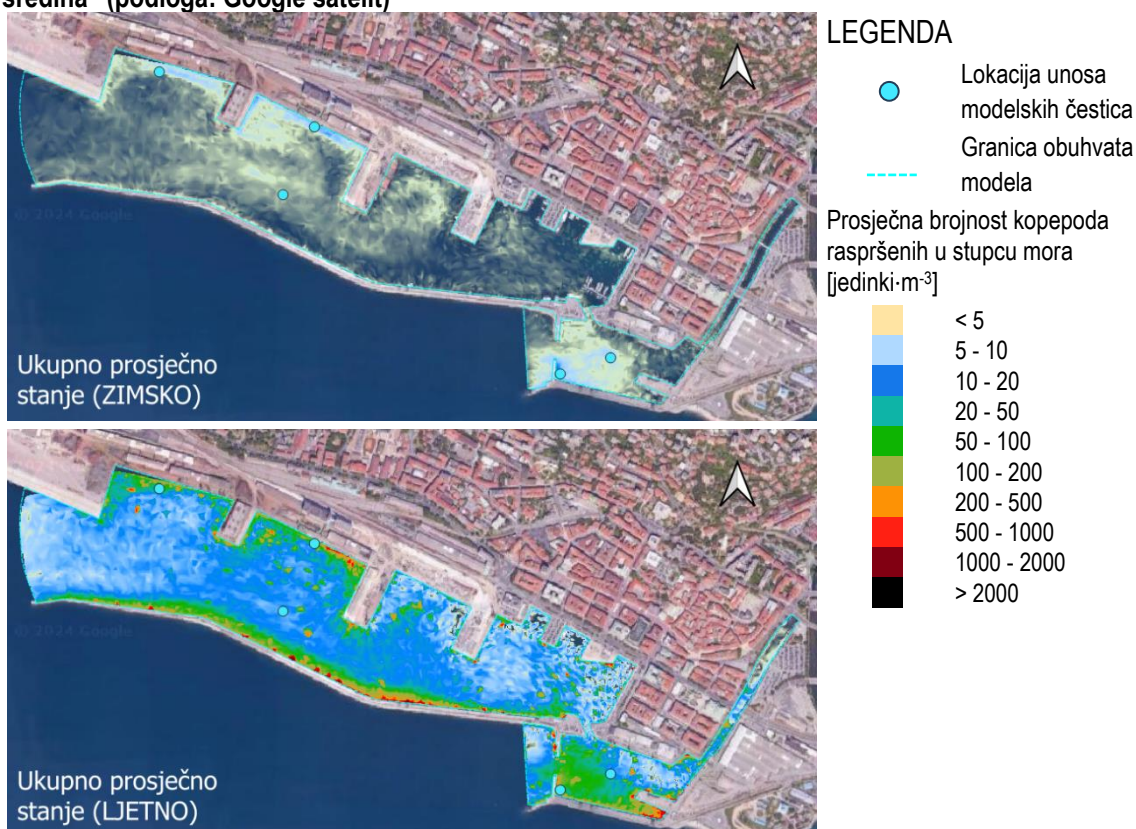 sredina" (podloga: Google satelit)
LEGENDA
Lokacija unosa
modelskih čestica
Granica obuhvata
modela
Prosječna brojnost kopepoda
raspršenih u stupcu mora
[jedinki·m-3]
< 5
5 - 10
10 - 20
20 - 50
50 - 100
100 - 200
200 - 500
500 - 1000
1000 - 2000
> 2000
© 2024 Google
Ukupno prosječno
stanje (ZIMSKO)
© 2024 Google
Ukupno prosječno
stanje (LJETNO)